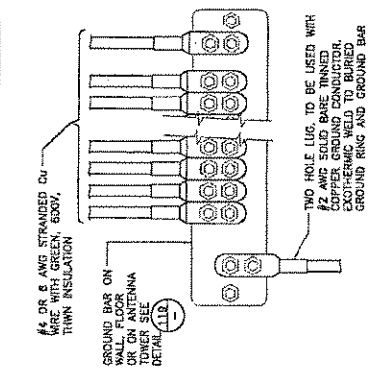 #4 OR 6 AWG STRANDED Cu
WIRE WITH GREEN, 600V,
THWN INSULATION
GROUND BAR ON
WALL, FLOOR
OR ON ANTENNA
TOWER SEE
DETAIL 119
-
TWO HOLE LUG, TO BE USED WITH
#2 AWG SOLID BARE TINNED
COPPER GROUND CONDUCTOR.
EXOTHERMIC WELD TO BURIED
GROUND RING AND GROUND BAR